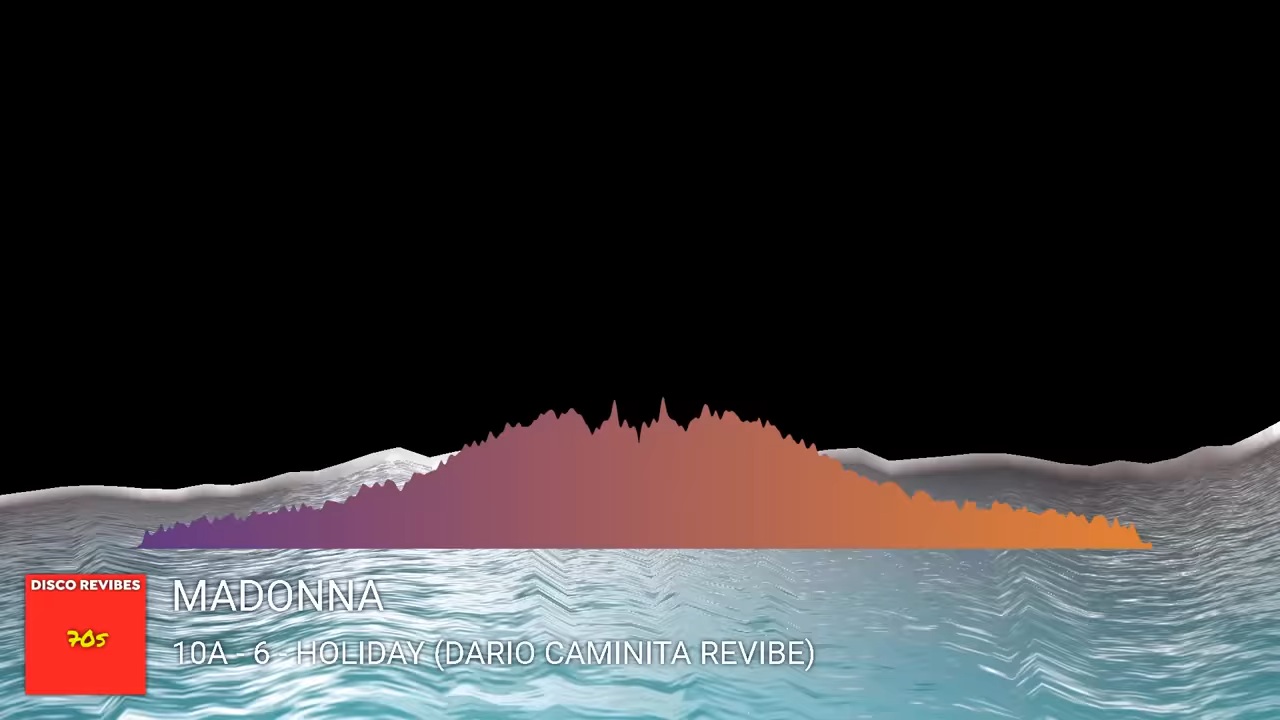 DISCO REVIBES
70s
MADONNA
10A - 6 - HOLIDAY (DARIO CAMINITA REVIBE)